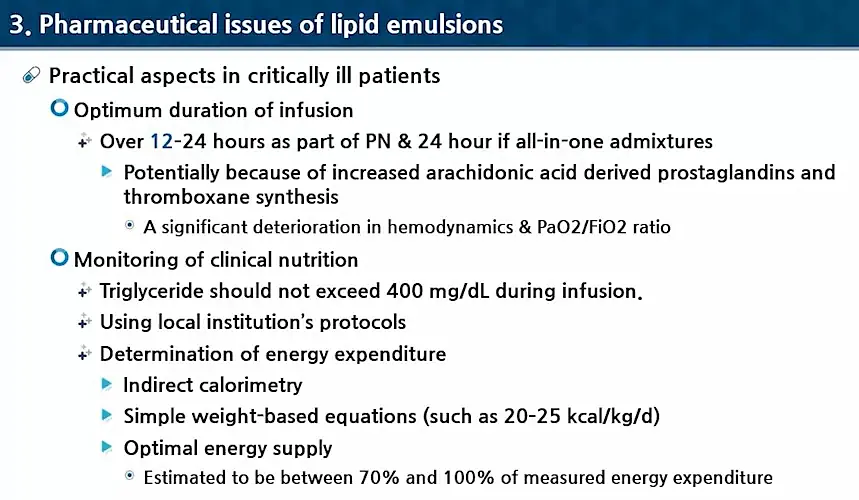 3. Pharmaceutical issues of lipid emulsions
Practical aspects in critically ill patients
Optimum duration of infusion
Over 12-24 hours as part of PN & 24 hour if all-in-one admixtures
Potentially because of increased arachidonic acid derived prostaglandins and
thromboxane synthesis
A significant deterioration in hemodynamics & PaO2/FiO2 ratio
Monitoring of clinical nutrition
Triglyceride should not exceed 400 mg/dL during infusion.
Using local institution's protocols
Determination of energy expenditure
Indirect calorimetry
Simple weight-based equations (such as 20-25 kcal/kg/d)
Optimal energy supply
Estimated to be between 70% and 100% of measured energy expenditure